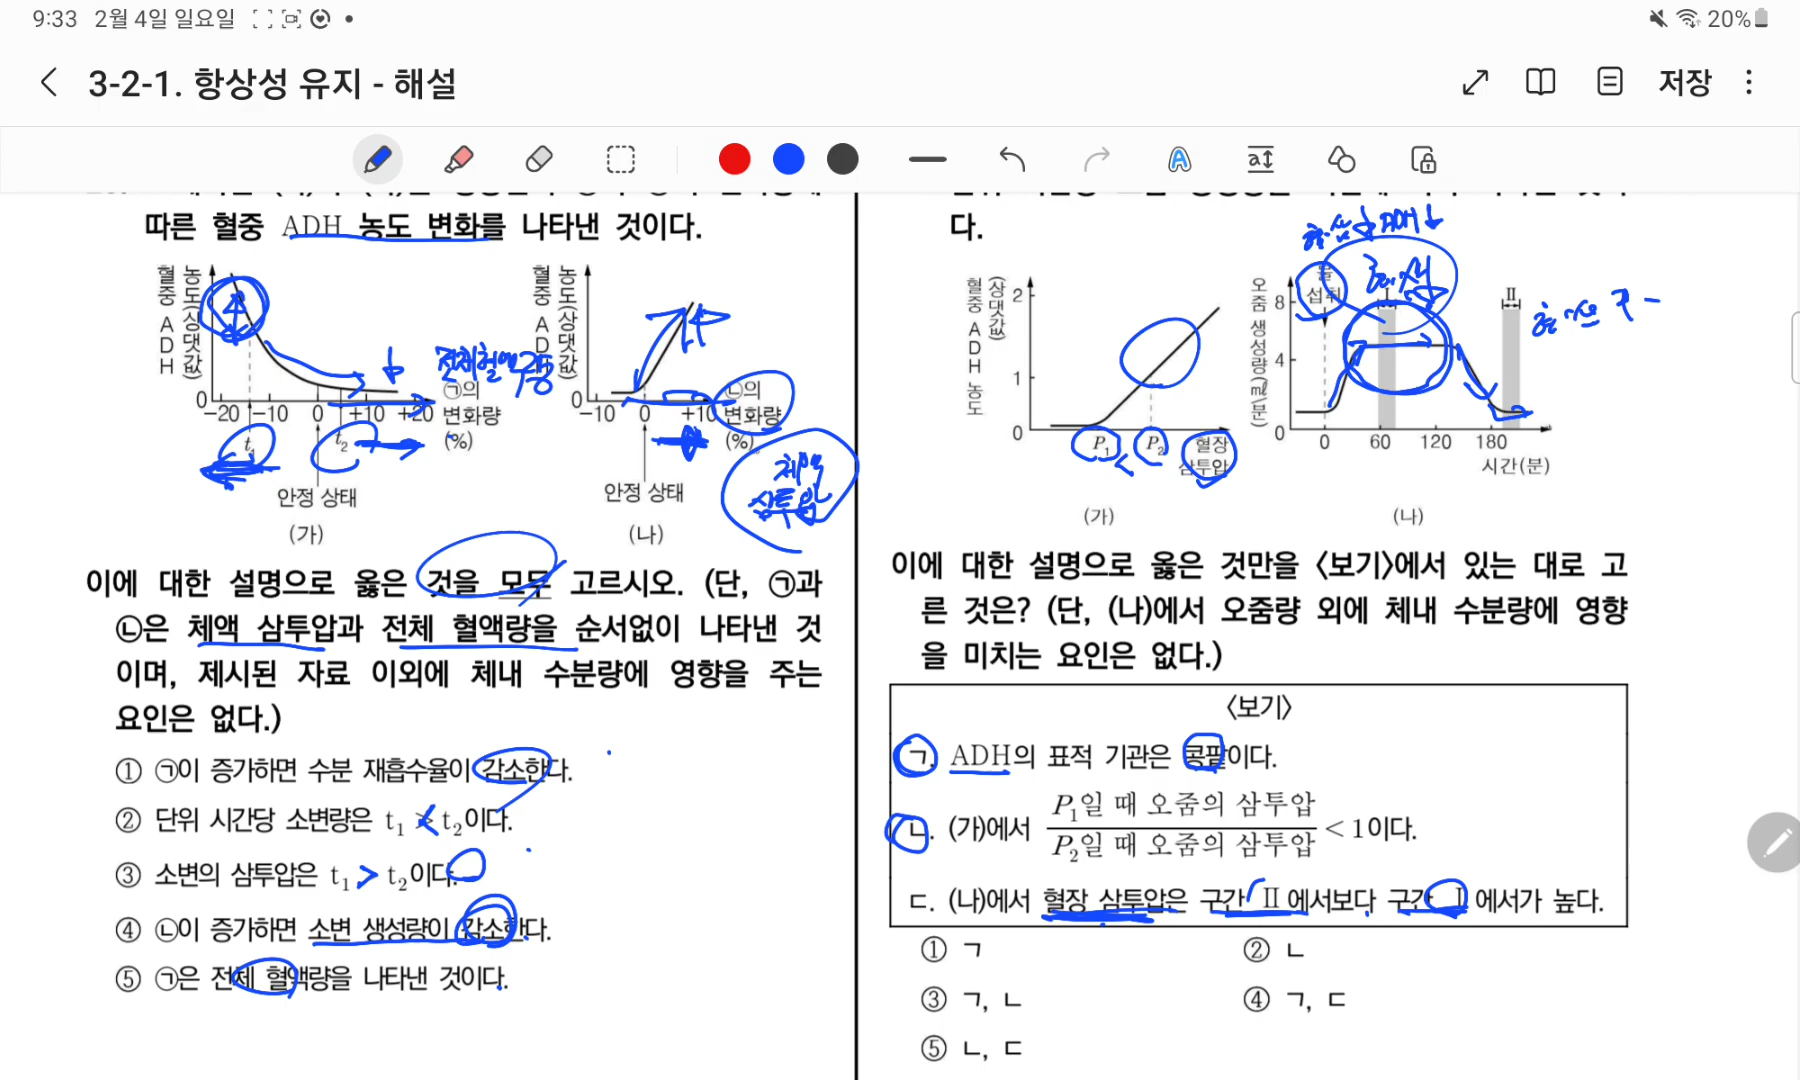 9:33 2월 4일 일요일
20%
3-2-1. 항상성 유지 - 해설
저장
따른 혈중 ADH 농도 변화를 나타낸 것이다.
혈중 ADH 농도(상댓값)
0
-20 -10 0 +10 +20
㉠의 변화량 (%)
t₁ t₂
안정 상태
(가)
전체 혈액량
혈중 ADH 농도(상댓값)
0
-10 0 +10
㉡의 변화량 (%)
안정 상태
(나)
체액
삼투압
이에 대한 설명으로 옳은 것을 모두 고르시오. (단, ㉠과
㉡은 체액 삼투압과 전체 혈액량을 순서없이 나타낸 것
이며, 제시된 자료 이외에 체내 수분량에 영향을 주는
요인은 없다.)
① ㉠이 증가하면 수분 재흡수율이 감소한다.
② 단위 시간당 소변량은 t₁ > t₂이다.
③ 소변의 삼투압은 t₁ > t₂이다.
④ ㉡이 증가하면 소변 생성량이 감소한다.
⑤ ㉠은 전체 혈액량을 나타낸 것이다.
다.
혈중 ADH 농도 (상댓값)
2
1
0
P₁ P₂
혈장 삼투압
(가)
ADH↓
오줌 생성량(㎖/분)
물 섭취
I
II
8
4
0
0 60 120 180
시간(분)
(나)
이에 대한 설명으로 옳은 것만을 〈보기〉에서 있는 대로 고
른 것은? (단, (나)에서 오줌량 외에 체내 수분량에 영향
을 미치는 요인은 없다.)
〈보기〉
ㄱ. ADH의 표적 기관은 콩팥이다.
ㄴ. (가)에서 P₁일 때 오줌의 삼투압 / P₂일 때 오줌의 삼투압 < 1이다.
ㄷ. (나)에서 혈장 삼투압은 구간 II에서보다 구간 I에서가 높다.
① ㄱ ② ㄴ
③ ㄱ, ㄴ ④ ㄱ, ㄷ
⑤ ㄴ, ㄷ